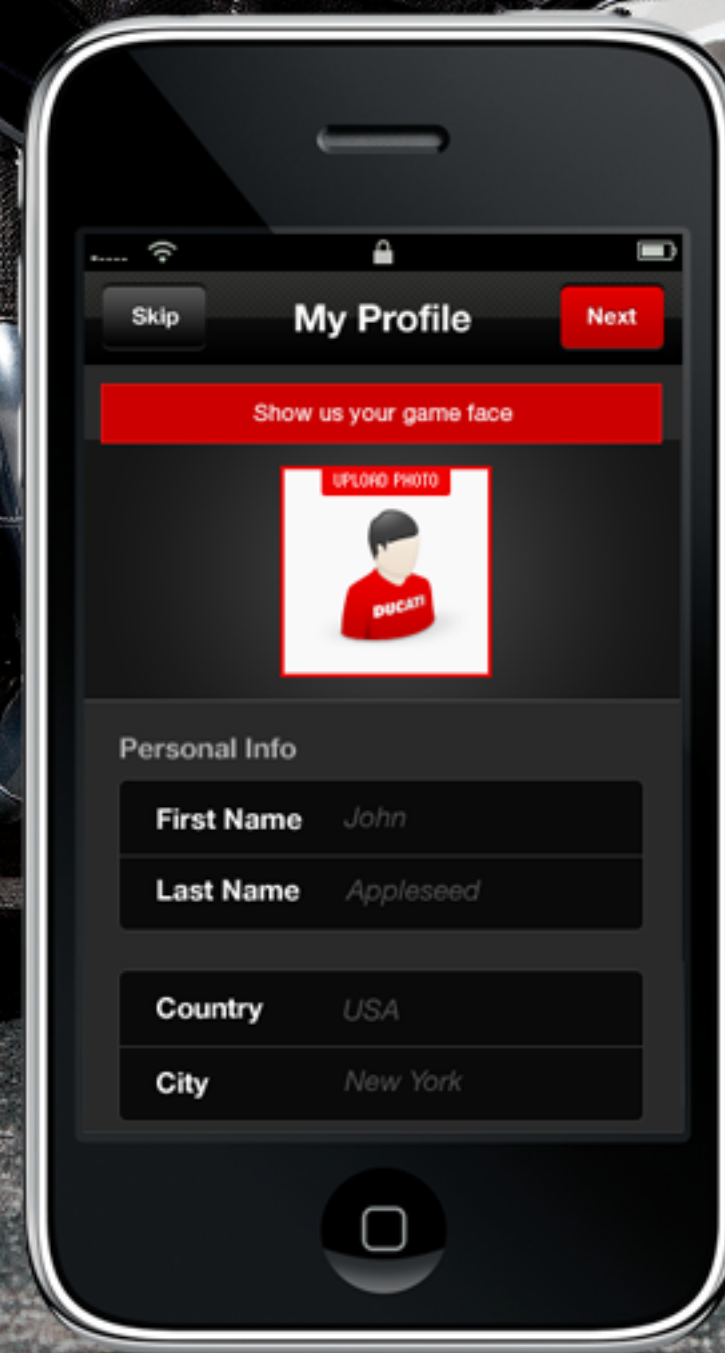 Skip My Profile Next
Show us your game face
UPLOAD PHOTO
DUCATI
Personal Info
First Name John
Last Name Appleseed
Country USA
City New York